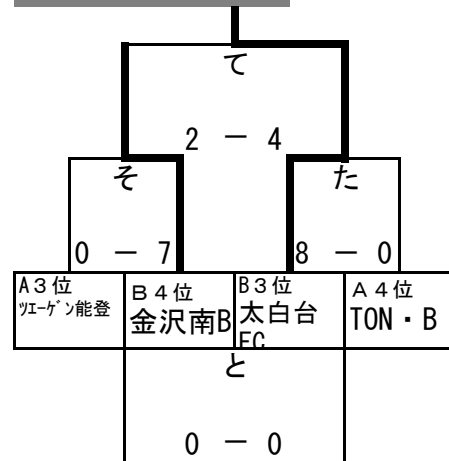 て
2 － 4
そ
た
0 － 7
8 － 0
A３位
ﾂｴｰｹﾞﾝ能登
B４位
金沢南B
B３位
太白台
FC
A４位
TON・B
と
0 － 0